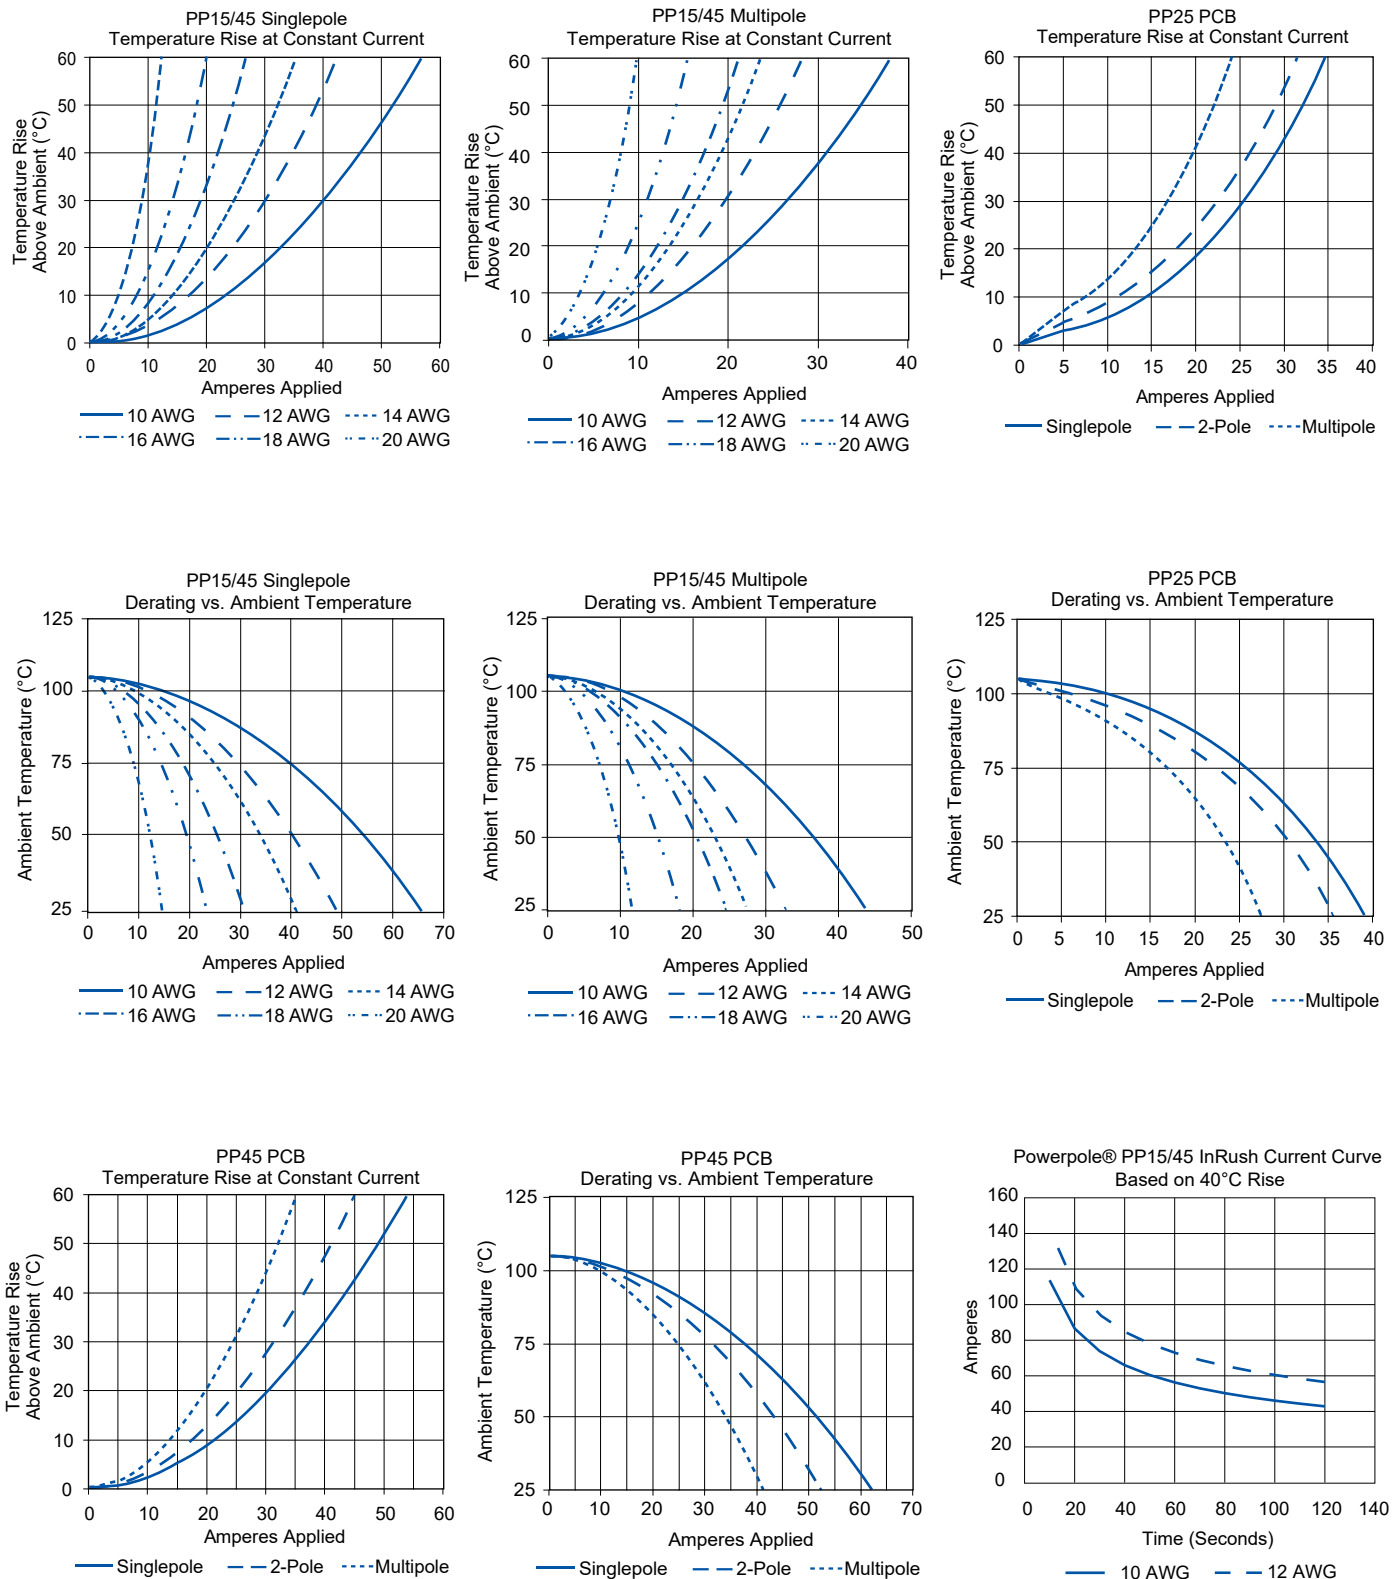 PP15/45 Singlepole
Temperature Rise at Constant Current
Temperature Rise
Above Ambient (°C)
60
50
40
30
20
10
0
0 10 20 30 40 50 60
Amperes Applied
10 AWG 12 AWG 14 AWG
16 AWG 18 AWG 20 AWG
PP15/45 Multipole
Temperature Rise at Constant Current
Temperature Rise
Above Ambient (°C)
60
50
40
30
20
10
0
0 10 20 30 40
Amperes Applied
10 AWG 12 AWG 14 AWG
16 AWG 18 AWG 20 AWG
PP25 PCB
Temperature Rise at Constant Current
Temperature Rise
Above Ambient (°C)
60
50
40
30
20
10
0
0 5 10 15 20 25 30 35 40
Amperes Applied
Singlepole 2-Pole Multipole
PP15/45 Singlepole
Derating vs. Ambient Temperature
Ambient Temperature (°C)
125
100
75
50
25
0 10 20 30 40 50 60 70
Amperes Applied
10 AWG 12 AWG 14 AWG
16 AWG 18 AWG 20 AWG
PP15/45 Multipole
Derating vs. Ambient Temperature
Ambient Temperature (°C)
125
100
75
50
25
0 10 20 30 40 50
Amperes Applied
10 AWG 12 AWG 14 AWG
16 AWG 18 AWG 20 AWG
PP25 PCB
Derating vs. Ambient Temperature
Ambient Temperature (°C)
125
100
75
50
25
0 5 10 15 20 25 30 35 40
Amperes Applied
Singlepole 2-Pole Multipole
PP45 PCB
Temperature Rise at Constant Current
Temperature Rise
Above Ambient (°C)
60
50
40
30
20
10
0
0 10 20 30 40 50 60
Amperes Applied
Singlepole 2-Pole Multipole
PP45 PCB
Derating vs. Ambient Temperature
Ambient Temperature (°C)
125
100
75
50
25
0 10 20 30 40 50 60 70
Amperes Applied
Singlepole 2-Pole Multipole
Powerpole® PP15/45 InRush Current Curve
Based on 40°C Rise
Amperes
160
140
120
100
80
60
40
20
0
20 40 60 80 100 120 140
Time (Seconds)
10 AWG 12 AWG